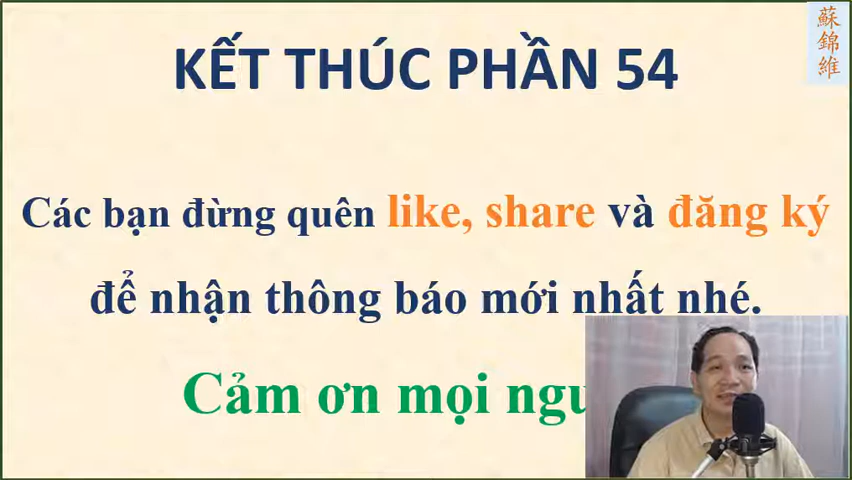 KẾT THÚC PHẦN 54
蘇錦維
Các bạn đừng quên like, share và đăng ký
để nhận thông báo mới nhất nhé.
Cảm ơn mọi